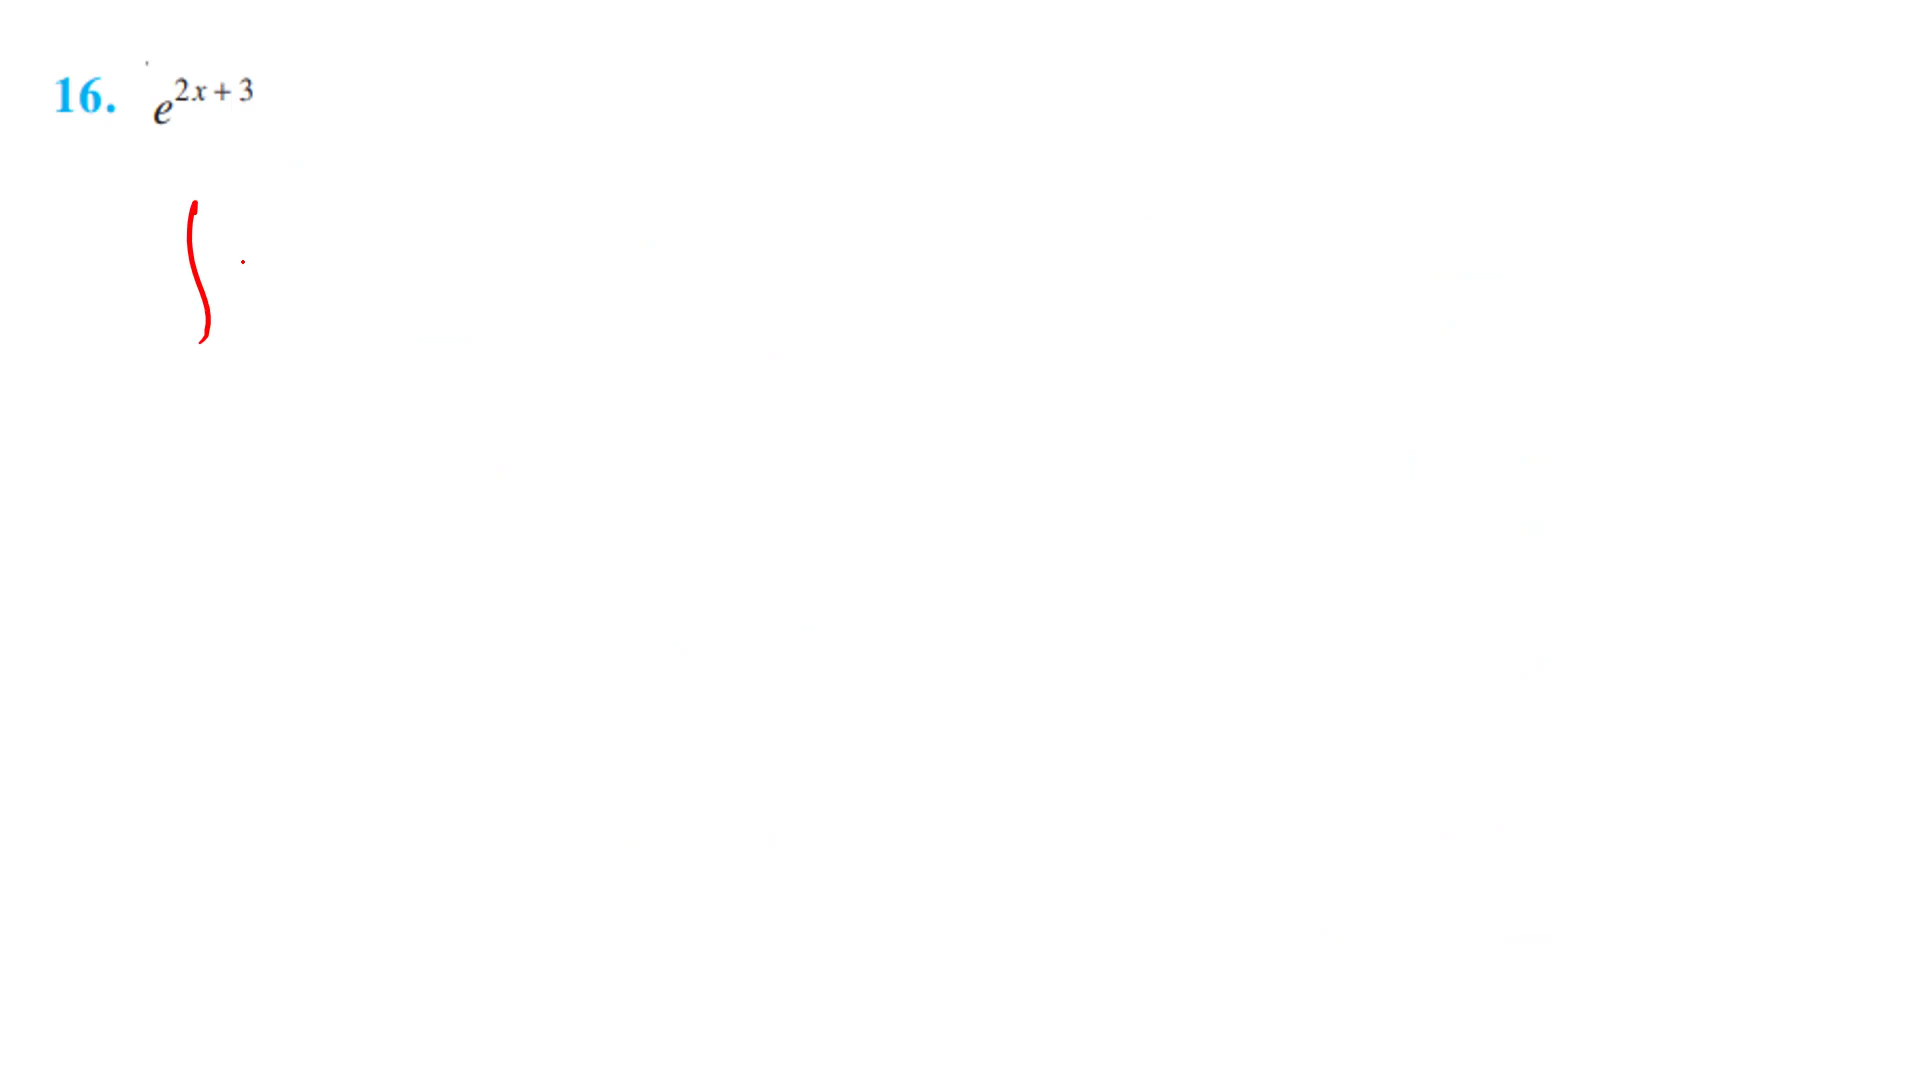 16. e^{2x + 3}
∫